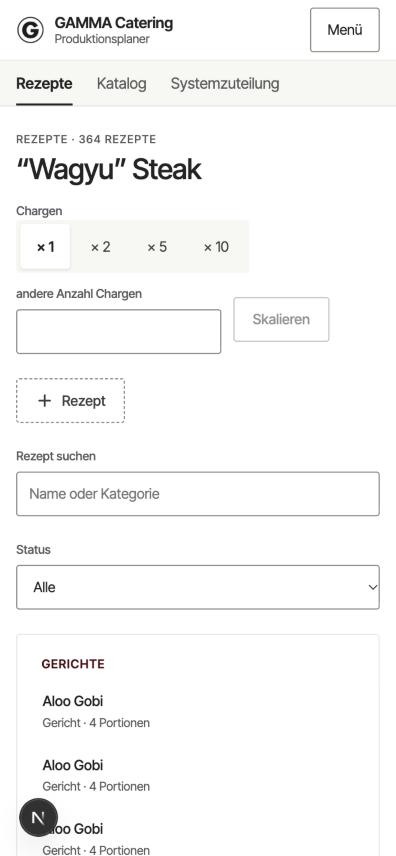 G
GAMMA Catering
Produktionsplaner
Menü
Rezepte
Katalog
Systemzuteilung
REZEPTE · 364 REZEPTE
“Wagyu” Steak
Chargen
× 1
× 2
× 5
× 10
andere Anzahl Chargen
Skalieren
+ Rezept
Rezept suchen
Name oder Kategorie
Status
Alle
GERICHTE
Aloo Gobi
Gericht · 4 Portionen
Aloo Gobi
Gericht · 4 Portionen
N
oo Gobi
Gericht · 4 Portionen